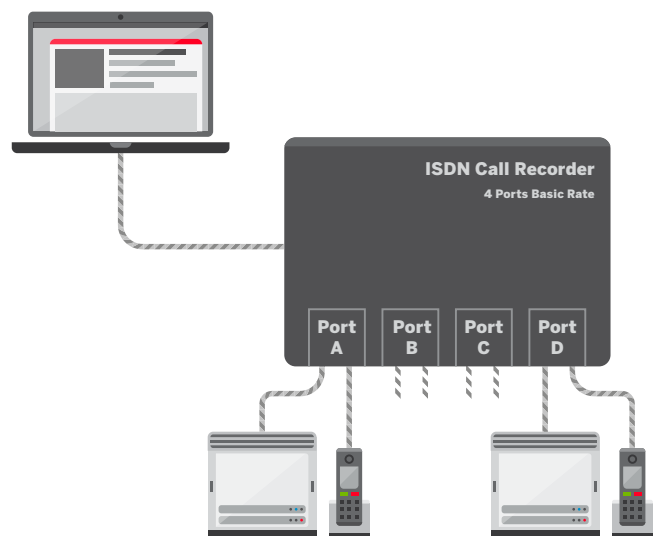 ISDN Call Recorder
4 Ports Basic Rate
Port
A
Port
B
Port
C
Port
D